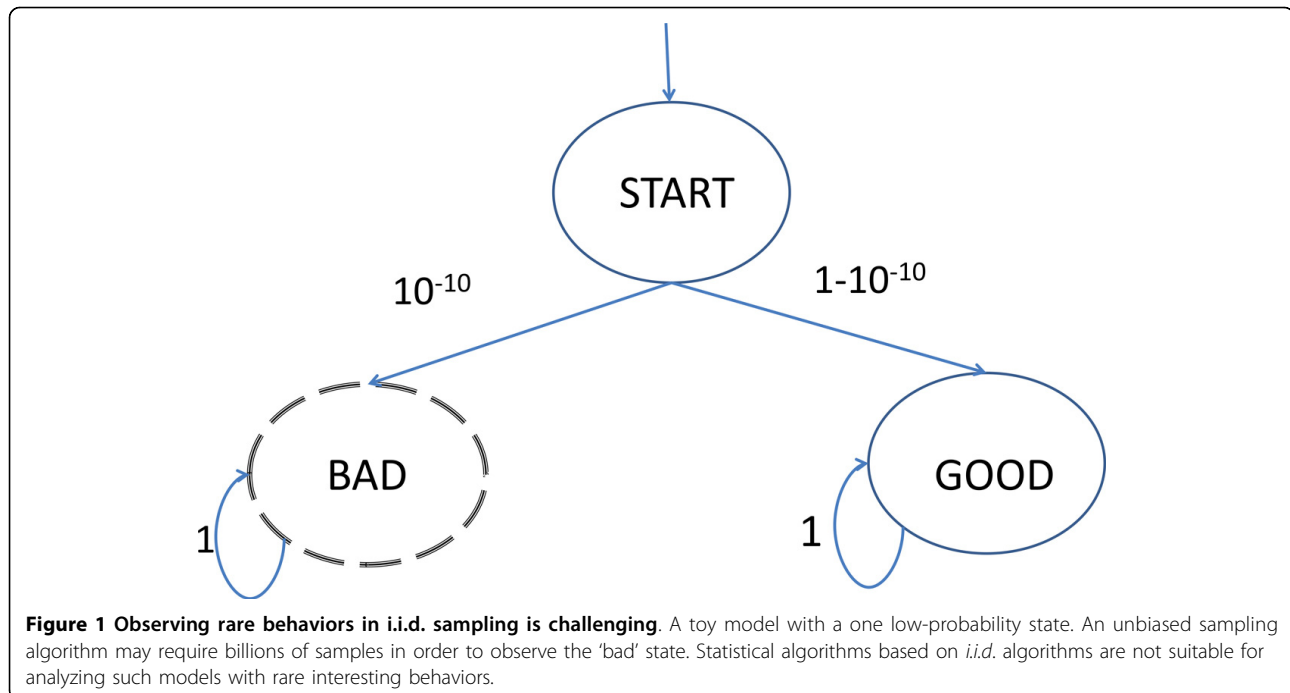 START
10⁻¹⁰
1-10⁻¹⁰
BAD
GOOD
1
1
Figure 1 Observing rare behaviors in i.i.d. sampling is challenging. A toy model with a one low-probability state. An unbiased sampling
algorithm may require billions of samples in order to observe the ‘bad’ state. Statistical algorithms based on i.i.d. algorithms are not suitable for
analyzing such models with rare interesting behaviors.